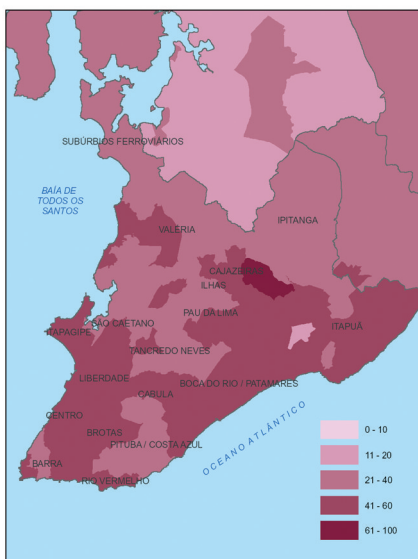 SUBÚRBIOS FERROVIÁRIOS
BAÍA DE
TODOS OS
SANTOS
IPITANGA
VALÉRIA
CAJAZEIRAS
ILHAS
PAU DA LIMA
SÃO CAETANO
ITAPAGIPE
ITAPUÃ
TANCREDO NEVES
LIBERDADE
BOCA DO RIO / PATAMARES
CABULA
CENTRO
BROTAS
PITUBA / COSTA AZUL
OCEANO ATLÂNTICO
BARRA
RIO VERMELHO
0 - 10
11 - 20
21 - 40
41 - 60
61 - 100